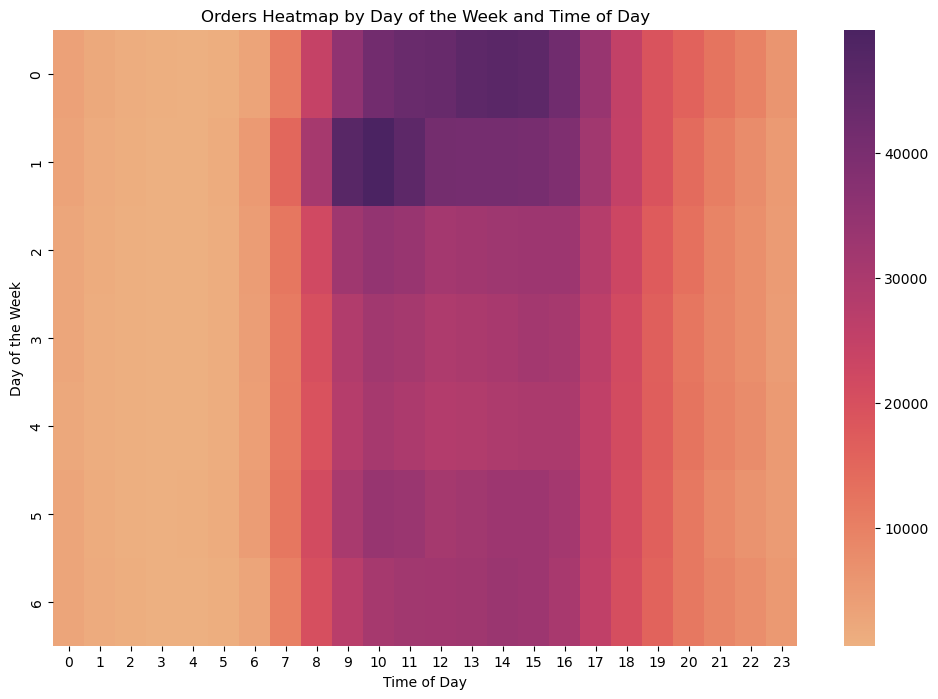 Orders Heatmap by Day of the Week and Time of Day
Day of the Week
0
1
2
3
4
5
6
0 1 2 3 4 5 6 7 8 9 10 11 12 13 14 15 16 17 18 19 20 21 22 23
Time of Day
40000
30000
20000
10000